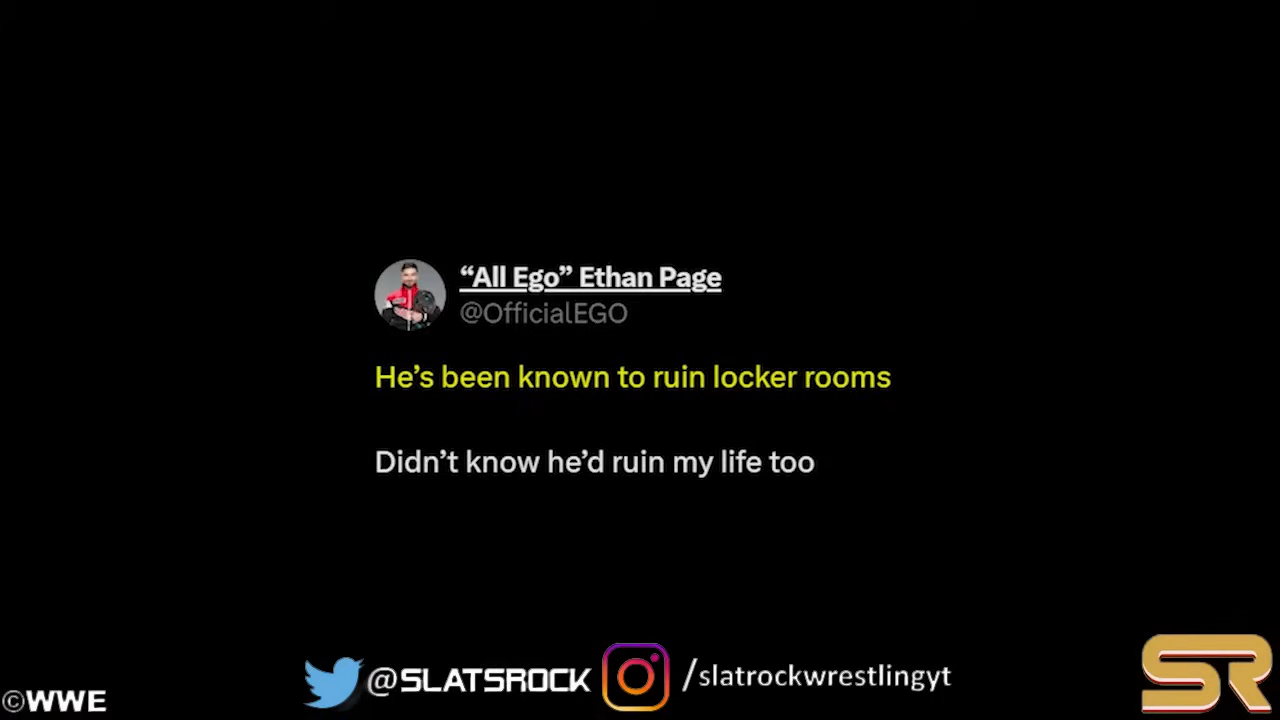 “All Ego” Ethan Page
@OfficialEGO
He’s been known to ruin locker rooms
Didn’t know he’d ruin my life too
©WWE
@SLATSROCK
/slatrockwrestlingyt
SR